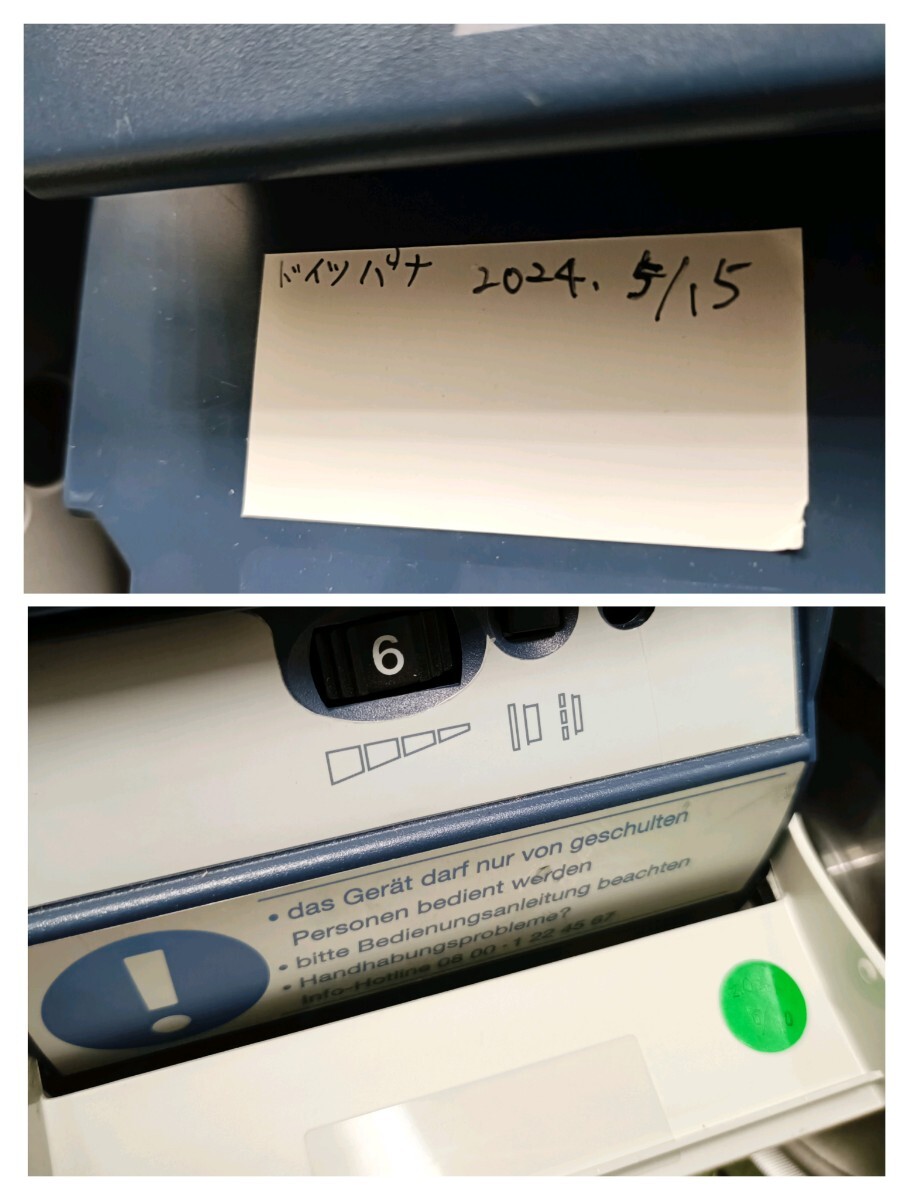 ドイツパナ 2024. 5/15
6
• das Gerät darf nur von geschulten
Personen bedient werden
• bitte Bedienungsanleitung beachten
• Handhabungsprobleme?
Info-Hotline 08 00 - 1 22 45 67